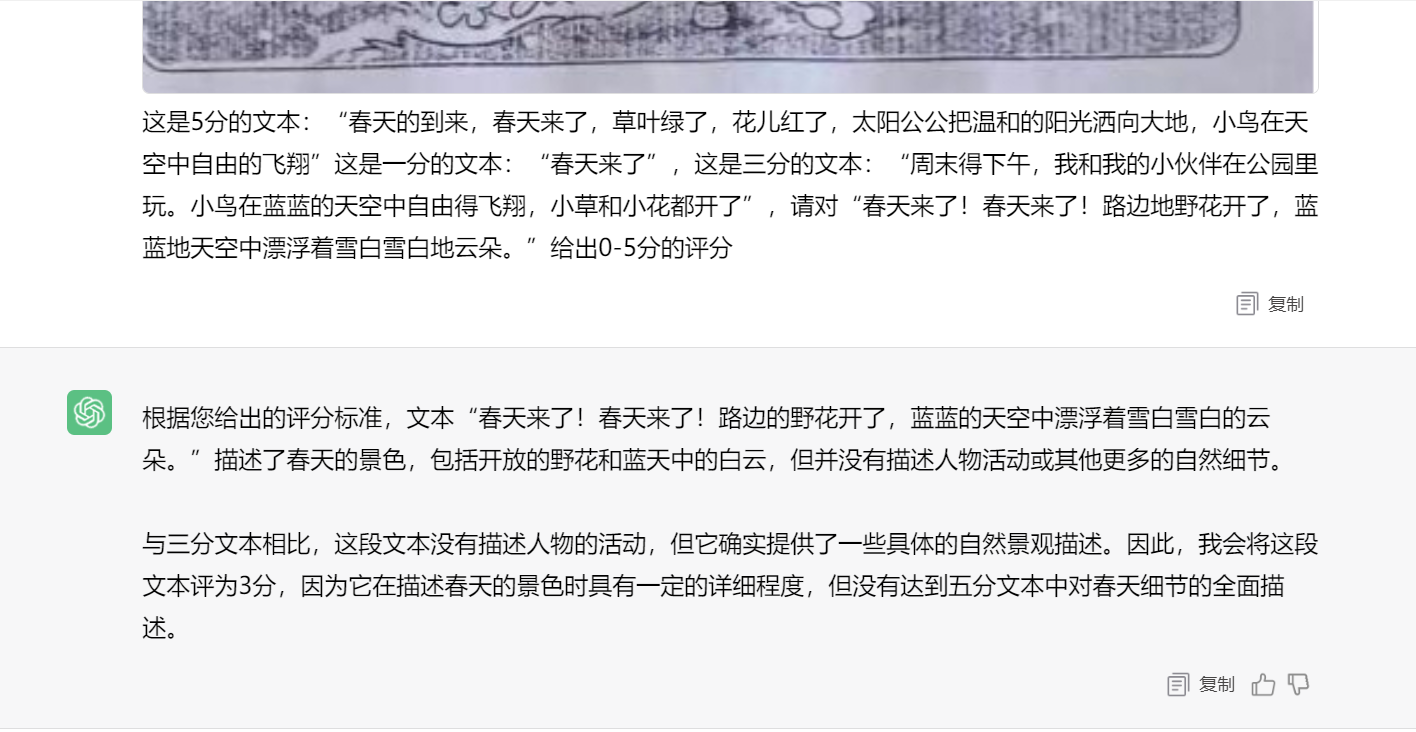 这是5分的文本：“春天的到来，春天来了，草叶绿了，花儿红了，太阳公公把温和的阳光洒向大地，小鸟在天
空中自由的飞翔”这是一分的文本：“春天来了”，这是三分的文本：“周末得下午，我和我的小伙伴在公园里
玩。小鸟在蓝蓝的天空中自由得飞翔，小草和小花都开了”，请对“春天来了！春天来了！路边地野花开了，蓝
蓝地天空中漂浮着雪白雪白地云朵。”给出0-5分的评分
复制
根据您给出的评分标准，文本“春天来了！春天来了！路边的野花开了，蓝蓝的天空中漂浮着雪白雪白的云
朵。”描述了春天的景色，包括开放的野花和蓝天中的白云，但并没有描述人物活动或其他更多的自然细节。
与三分文本相比，这段文本没有描述人物的活动，但它确实提供了一些具体的自然景观描述。因此，我会将这段
文本评为3分，因为它在描述春天的景色时具有一定的详细程度，但没有达到五分文本中对春天细节的全面描
述。
复制